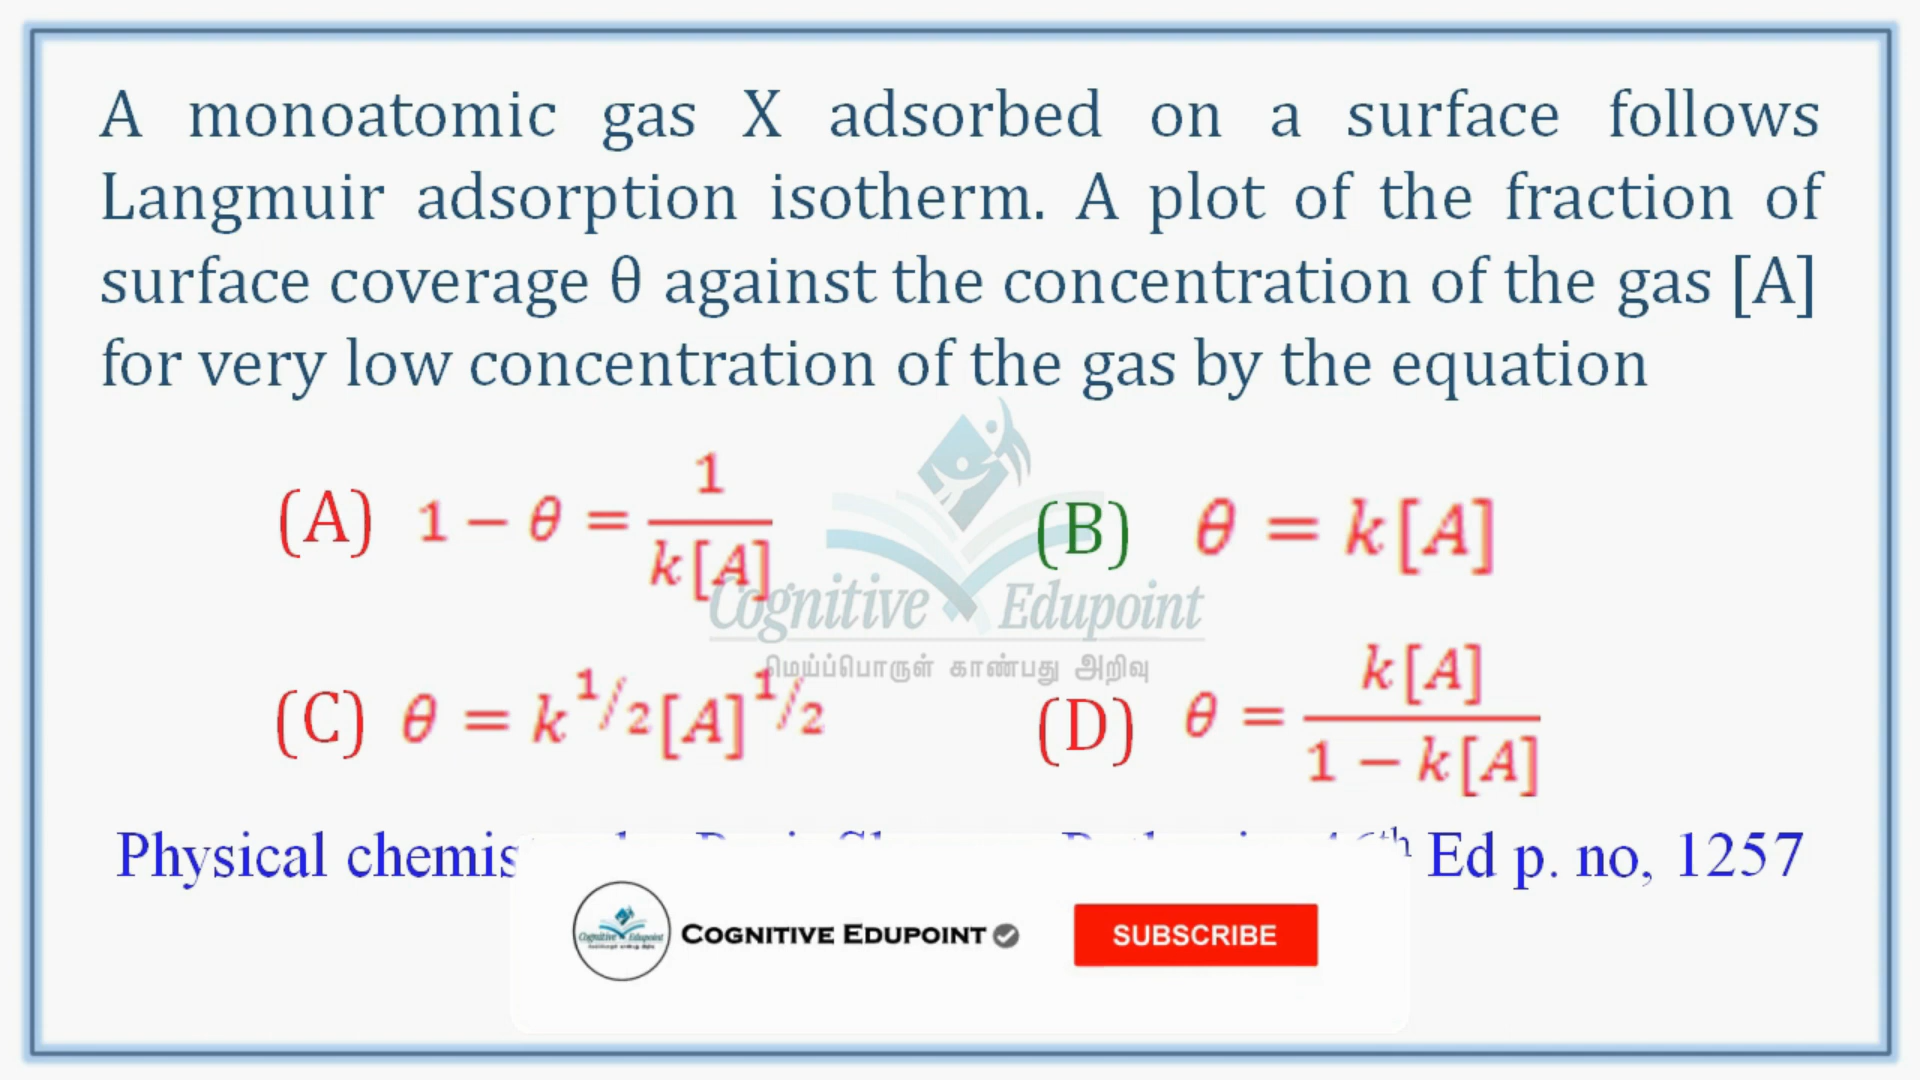 A monoatomic gas X adsorbed on a surface follows
Langmuir adsorption isotherm. A plot of the fraction of
surface coverage θ against the concentration of the gas [A]
for very low concentration of the gas by the equation
(A) 1 − θ = 1/k[A]
(B) θ = k[A]
Cognitive Edupoint
மெய்ப்பொருள் காண்பது அறிவு
(C) θ = k^1/2[A]^1/2
(D) θ = k[A]/1 − k[A]
Physical Ed p. no, 1257
COGNITIVE EDUPOINT
SUBSCRIBE